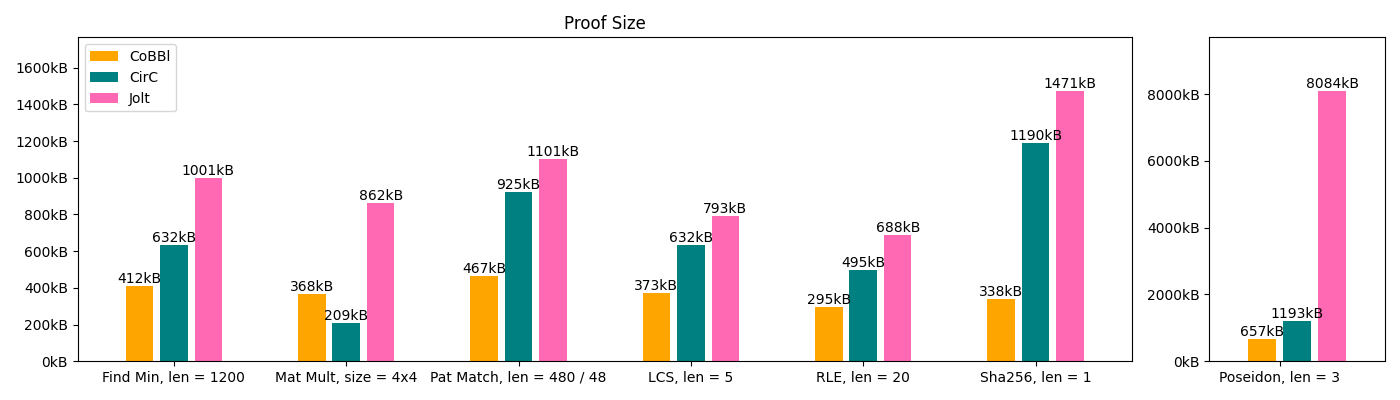 Proof Size
CoBBl
CirC
Jolt
1600kB
1400kB
1200kB
1000kB
800kB
600kB
400kB
200kB
0kB
412kB
632kB
1001kB
368kB
209kB
862kB
467kB
925kB
1101kB
373kB
632kB
793kB
295kB
495kB
688kB
338kB
1190kB
1471kB
Find Min, len = 1200
Mat Mult, size = 4x4
Pat Match, len = 480 / 48
LCS, len = 5
RLE, len = 20
Sha256, len = 1
8000kB
6000kB
4000kB
2000kB
0kB
657kB
1193kB
8084kB
Poseidon, len = 3